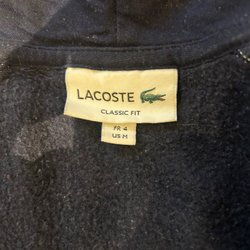 LACOSTE
CLASSIC FIT
FR 4
US M